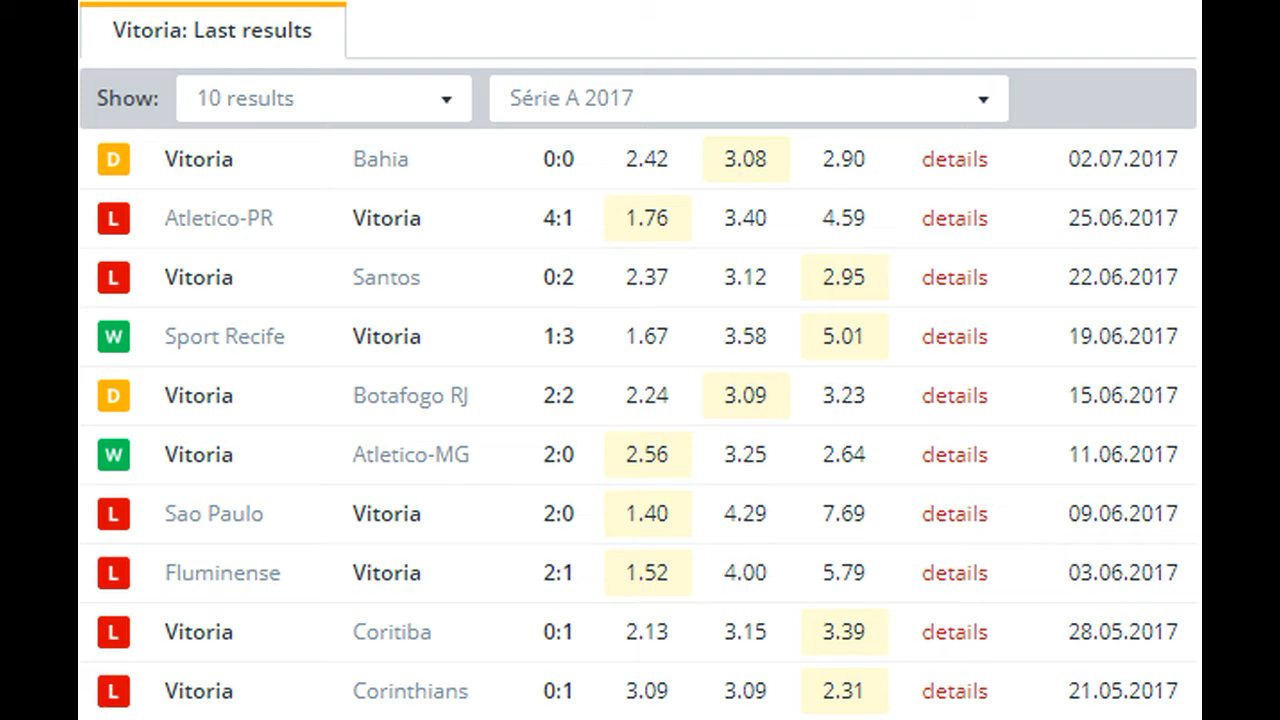 Vitoria: Last results
Show: 10 results Série A 2017
D Vitoria Bahia 0:0 2.42 3.08 2.90 details 02.07.2017
L Atletico-PR Vitoria 4:1 1.76 3.40 4.59 details 25.06.2017
L Vitoria Santos 0:2 2.37 3.12 2.95 details 22.06.2017
W Sport Recife Vitoria 1:3 1.67 3.58 5.01 details 19.06.2017
D Vitoria Botafogo RJ 2:2 2.24 3.09 3.23 details 15.06.2017
W Vitoria Atletico-MG 2:0 2.56 3.25 2.64 details 11.06.2017
L Sao Paulo Vitoria 2:0 1.40 4.29 7.69 details 09.06.2017
L Fluminense Vitoria 2:1 1.52 4.00 5.79 details 03.06.2017
L Vitoria Coritiba 0:1 2.13 3.15 3.39 details 28.05.2017
L Vitoria Corinthians 0:1 3.09 3.09 2.31 details 21.05.2017